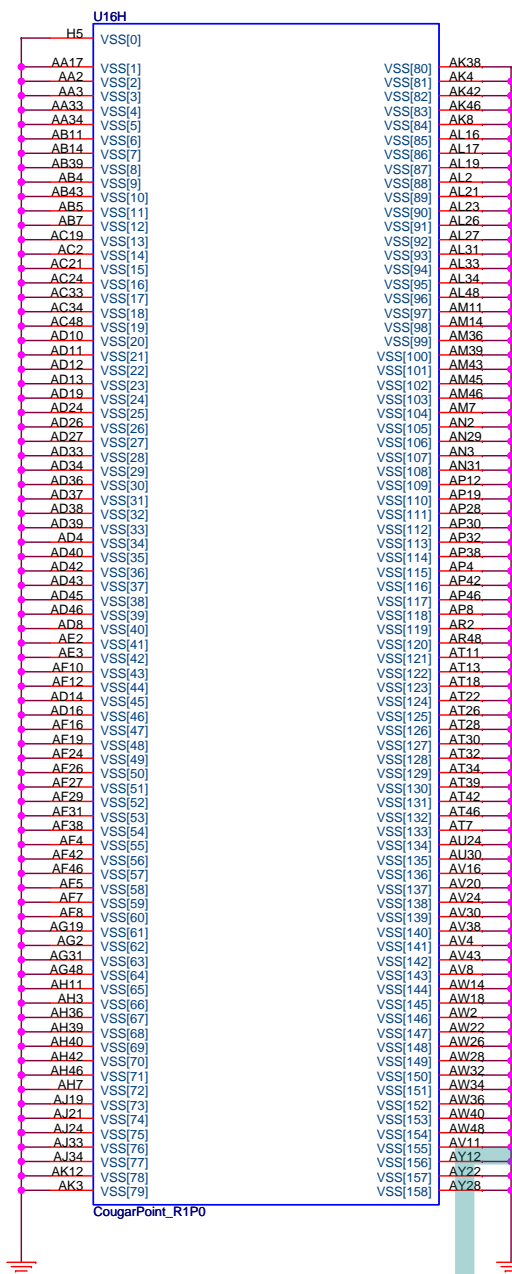 U16H
H5 VSS[0]
AA17 VSS[1] VSS[80] AK38
AA2 VSS[2] VSS[81] AK4
AA3 VSS[3] VSS[82] AK42
AA33 VSS[4] VSS[83] AK46
AA34 VSS[5] VSS[84] AK8
AB11 VSS[6] VSS[85] AL16
AB14 VSS[7] VSS[86] AL17
AB39 VSS[8] VSS[87] AL19
AB4 VSS[9] VSS[88] AL2
AB43 VSS[10] VSS[89] AL21
AB5 VSS[11] VSS[90] AL23
AB7 VSS[12] VSS[91] AL26
AC19 VSS[13] VSS[92] AL27
AC2 VSS[14] VSS[93] AL31
AC21 VSS[15] VSS[94] AL33
AC24 VSS[16] VSS[95] AL34
AC33 VSS[17] VSS[96] AL48
AC34 VSS[18] VSS[97] AM11
AC48 VSS[19] VSS[98] AM14
AD10 VSS[20] VSS[99] AM36
AD11 VSS[21] VSS[100] AM39
AD12 VSS[22] VSS[101] AM43
AD13 VSS[23] VSS[102] AM45
AD19 VSS[24] VSS[103] AM46
AD24 VSS[25] VSS[104] AM7
AD26 VSS[26] VSS[105] AN2
AD27 VSS[27] VSS[106] AN29
AD33 VSS[28] VSS[107] AN3
AD34 VSS[29] VSS[108] AN31
AD36 VSS[30] VSS[109] AP12
AD37 VSS[31] VSS[110] AP19
AD38 VSS[32] VSS[111] AP28
AD39 VSS[33] VSS[112] AP30
AD4 VSS[34] VSS[113] AP32
AD40 VSS[35] VSS[114] AP38
AD42 VSS[36] VSS[115] AP4
AD43 VSS[37] VSS[116] AP42
AD45 VSS[38] VSS[117] AP46
AD46 VSS[39] VSS[118] AP8
AD8 VSS[40] VSS[119] AR2
AE2 VSS[41] VSS[120] AR48
AE3 VSS[42] VSS[121] AT11
AF10 VSS[43] VSS[122] AT13
AF12 VSS[44] VSS[123] AT18
AD14 VSS[45] VSS[124] AT22
AD16 VSS[46] VSS[125] AT26
AF16 VSS[47] VSS[126] AT28
AF19 VSS[48] VSS[127] AT30
AF24 VSS[49] VSS[128] AT32
AF26 VSS[50] VSS[129] AT34
AF27 VSS[51] VSS[130] AT39
AF29 VSS[52] VSS[131] AT42
AF31 VSS[53] VSS[132] AT46
AF38 VSS[54] VSS[133] AT7
AF4 VSS[55] VSS[134] AU24
AF42 VSS[56] VSS[135] AU30
AF46 VSS[57] VSS[136] AV16
AF5 VSS[58] VSS[137] AV20
AF7 VSS[59] VSS[138] AV24
AF8 VSS[60] VSS[139] AV30
AG19 VSS[61] VSS[140] AV38
AG2 VSS[62] VSS[141] AV4
AG31 VSS[63] VSS[142] AV43
AG48 VSS[64] VSS[143] AV8
AH11 VSS[65] VSS[144] AW14
AH3 VSS[66] VSS[145] AW18
AH36 VSS[67] VSS[146] AW2
AH39 VSS[68] VSS[147] AW22
AH40 VSS[69] VSS[148] AW26
AH42 VSS[70] VSS[149] AW28
AH46 VSS[71] VSS[150] AW32
AH7 VSS[72] VSS[151] AW34
AJ19 VSS[73] VSS[152] AW36
AJ21 VSS[74] VSS[153] AW40
AJ24 VSS[75] VSS[154] AW48
AJ33 VSS[76] VSS[155] AV11
AJ34 VSS[77] VSS[156] AY12
AK12 VSS[78] VSS[157] AY22
AK3 VSS[79] VSS[158] AY28
CougarPoint_R1P0